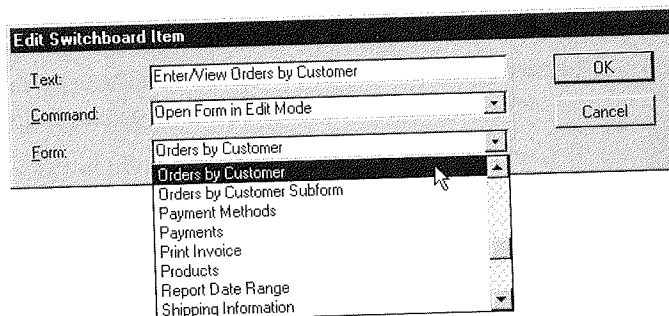 Edit Switchboard Item
Text: Enter/View Orders by Customer OK
Command: Open Form in Edit Mode Cancel
Form: Orders by Customer
Orders by Customer
Orders by Customer Subform
Payment Methods
Payments
Print Invoice
Products
Report Date Range
Shipping Information